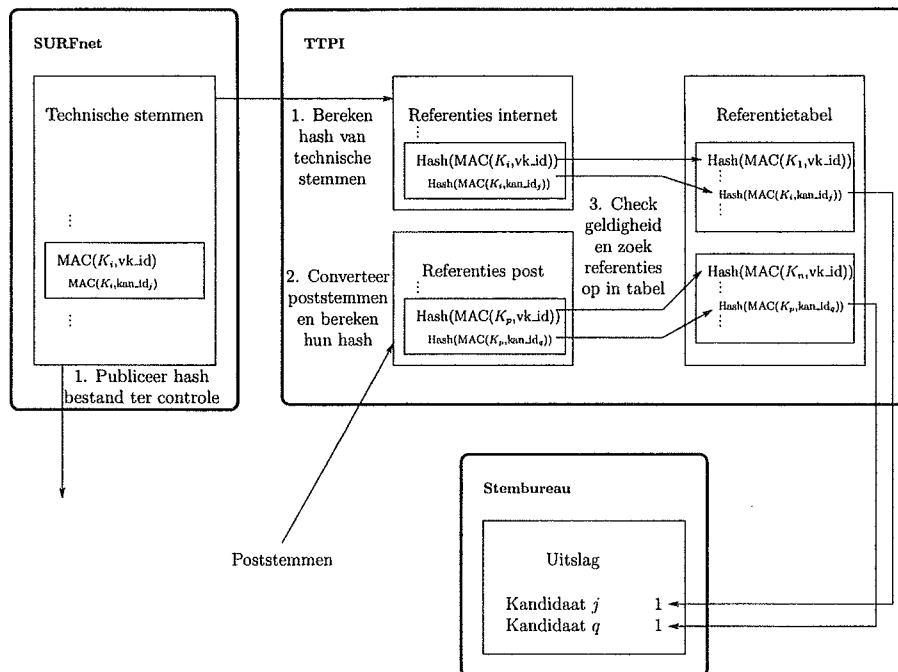 SURFnet
Technische stemmen
⋮
MAC(K_i,vk_id)
MAC(K_i,kan_id_j)
⋮
1. Publiceer hash
bestand ter controle
TTPI
1. Bereken
hash van
technische
stemmen
Referenties internet
⋮
Hash(MAC(K_i,vk_id))
Hash(MAC(K_i,kan_id_j))
2. Converteer
poststemmen
en bereken
hun hash
Referenties post
⋮
Hash(MAC(K_p,vk_id))
Hash(MAC(K_p,kan_id_q))
3. Check
geldigheid
en zoek
referenties
op in tabel
Referentietabel
Hash(MAC(K_1,vk_id))
⋮
Hash(MAC(K_i,kan_id_j))
⋮
Hash(MAC(K_n,vk_id))
⋮
Hash(MAC(K_p,kan_id_q))
⋮
Poststemmen
Stembureau
Uitslag
Kandidaat j 1
Kandidaat q 1